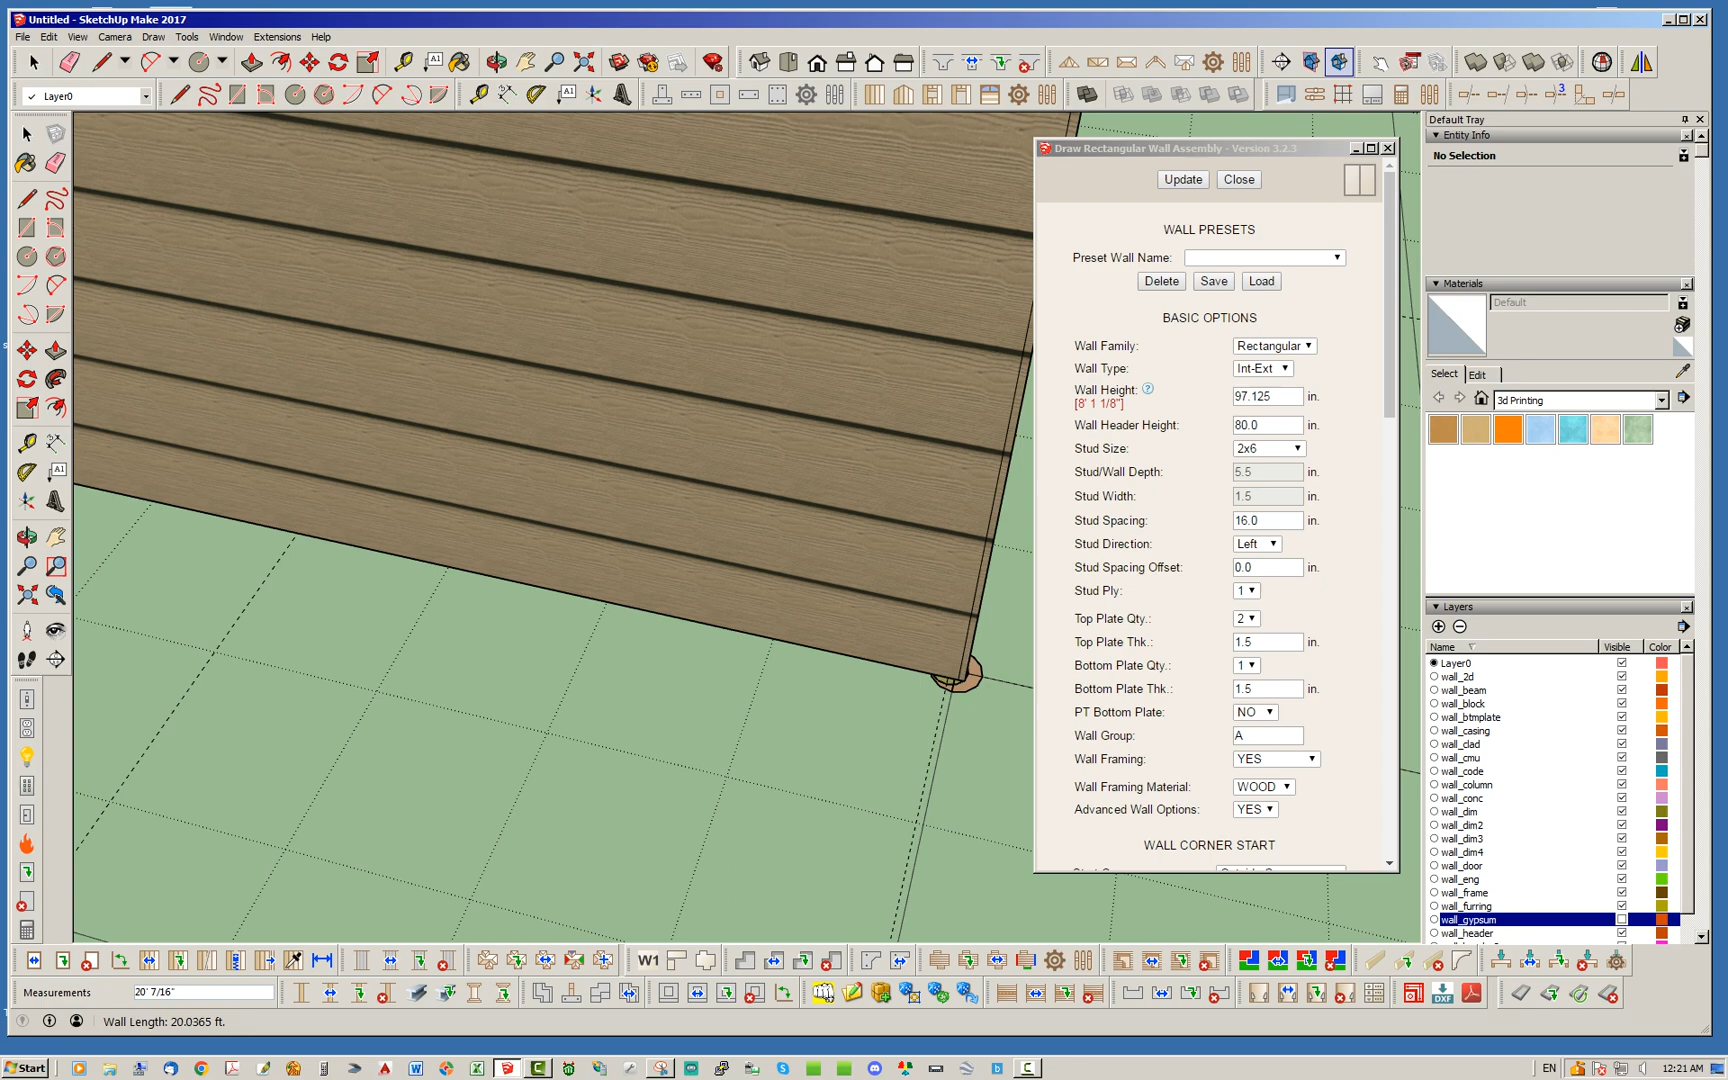 Untitled - SketchUp Make 2017
File Edit View Camera Draw Tools Window Extensions Help
Layer0
Default Tray
Entity Info
No Selection
Draw Rectangular Wall Assembly - Version 3.2.3
Update Close
WALL PRESETS
Preset Wall Name:
Delete Save Load
BASIC OPTIONS
Wall Family: Rectangular
Wall Type: Int-Ext
Wall Height: 97.125 in.
[8' 1 1/8"]
Wall Header Height: 80.0 in.
Stud Size: 2x6
Stud/Wall Depth: 5.5 in.
Stud Width: 1.5 in.
Stud Spacing: 16.0 in.
Stud Direction: Left
Stud Spacing Offset: 0.0 in.
Stud Ply: 1
Top Plate Qty.: 2
Top Plate Thk.: 1.5 in.
Bottom Plate Qty.: 1
Bottom Plate Thk.: 1.5 in.
PT Bottom Plate: NO
Wall Group: A
Wall Framing: YES
Wall Framing Material: WOOD
Advanced Wall Options: YES
WALL CORNER START
Materials
Default
Select Edit
3d Printing
Layers
Name Visible Color
Layer0
wall_2d
wall_beam
wall_block
wall_btmplate
wall_casing
wall_clad
wall_cmu
wall_code
wall_column
wall_conc
wall_dim
wall_dim2
wall_dim3
wall_dim4
wall_door
wall_eng
wall_frame
wall_furring
wall_gypsum
wall_header
W1
Measurements 20' 7/16"
Wall Length: 20.0365 ft.
Start
EN 12:21 AM